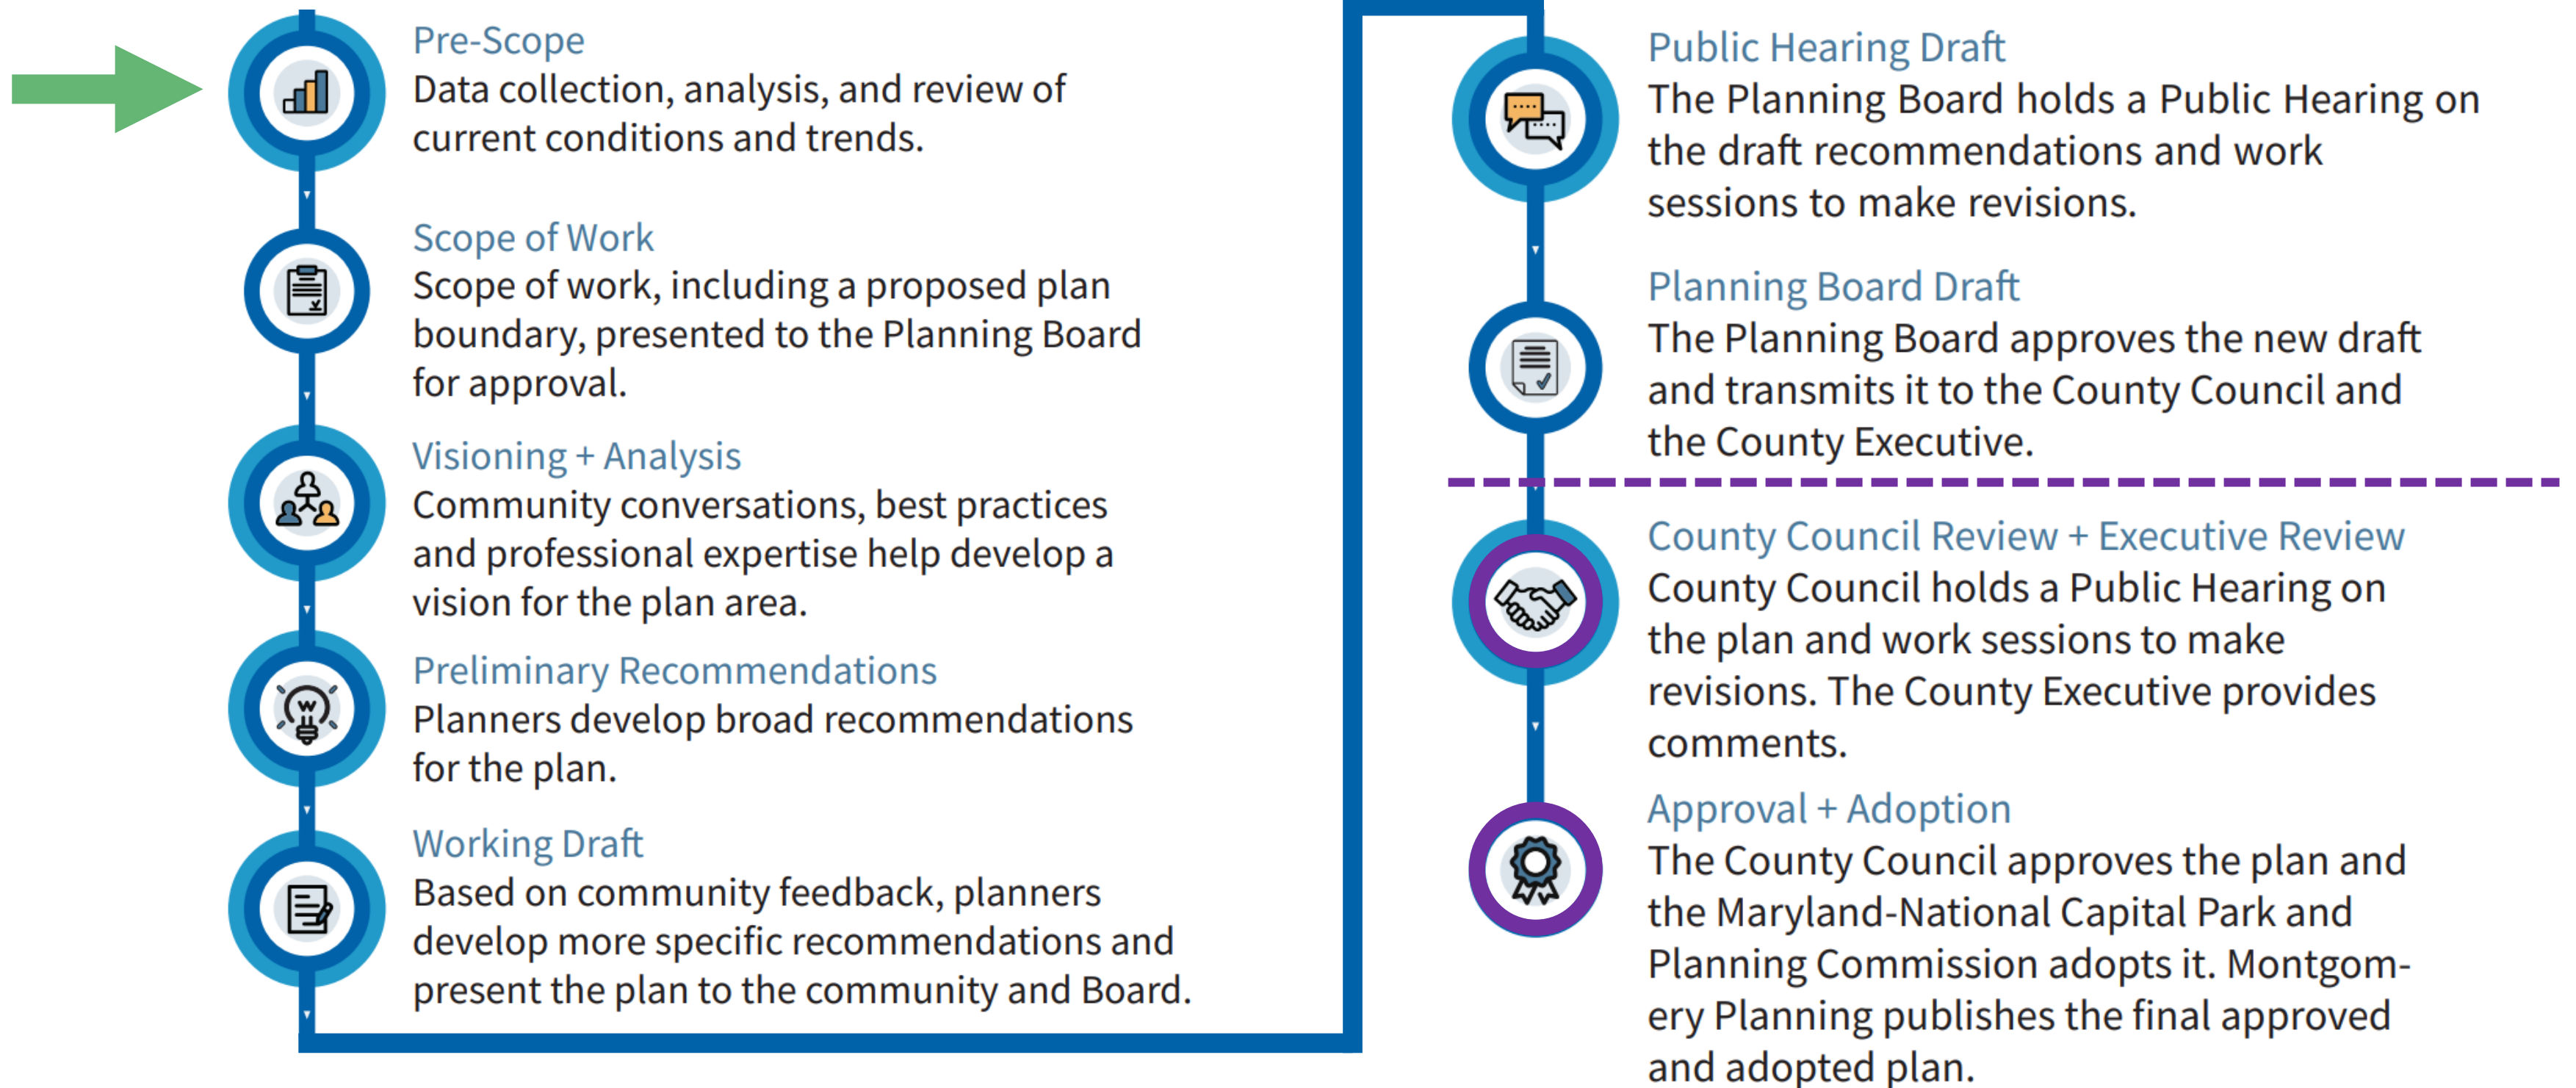 Pre-Scope
Data collection, analysis, and review of
current conditions and trends.
Scope of Work
Scope of work, including a proposed plan
boundary, presented to the Planning Board
for approval.
Visioning + Analysis
Community conversations, best practices
and professional expertise help develop a
vision for the plan area.
Preliminary Recommendations
Planners develop broad recommendations
for the plan.
Working Draft
Based on community feedback, planners
develop more specific recommendations and
present the plan to the community and Board.
Public Hearing Draft
The Planning Board holds a Public Hearing on
the draft recommendations and work
sessions to make revisions.
Planning Board Draft
The Planning Board approves the new draft
and transmits it to the County Council and
the County Executive.
County Council Review + Executive Review
County Council holds a Public Hearing on
the plan and work sessions to make
revisions. The County Executive provides
comments.
Approval + Adoption
The County Council approves the plan and
the Maryland-National Capital Park and
Planning Commission adopts it. Montgom-
ery Planning publishes the final approved
and adopted plan.